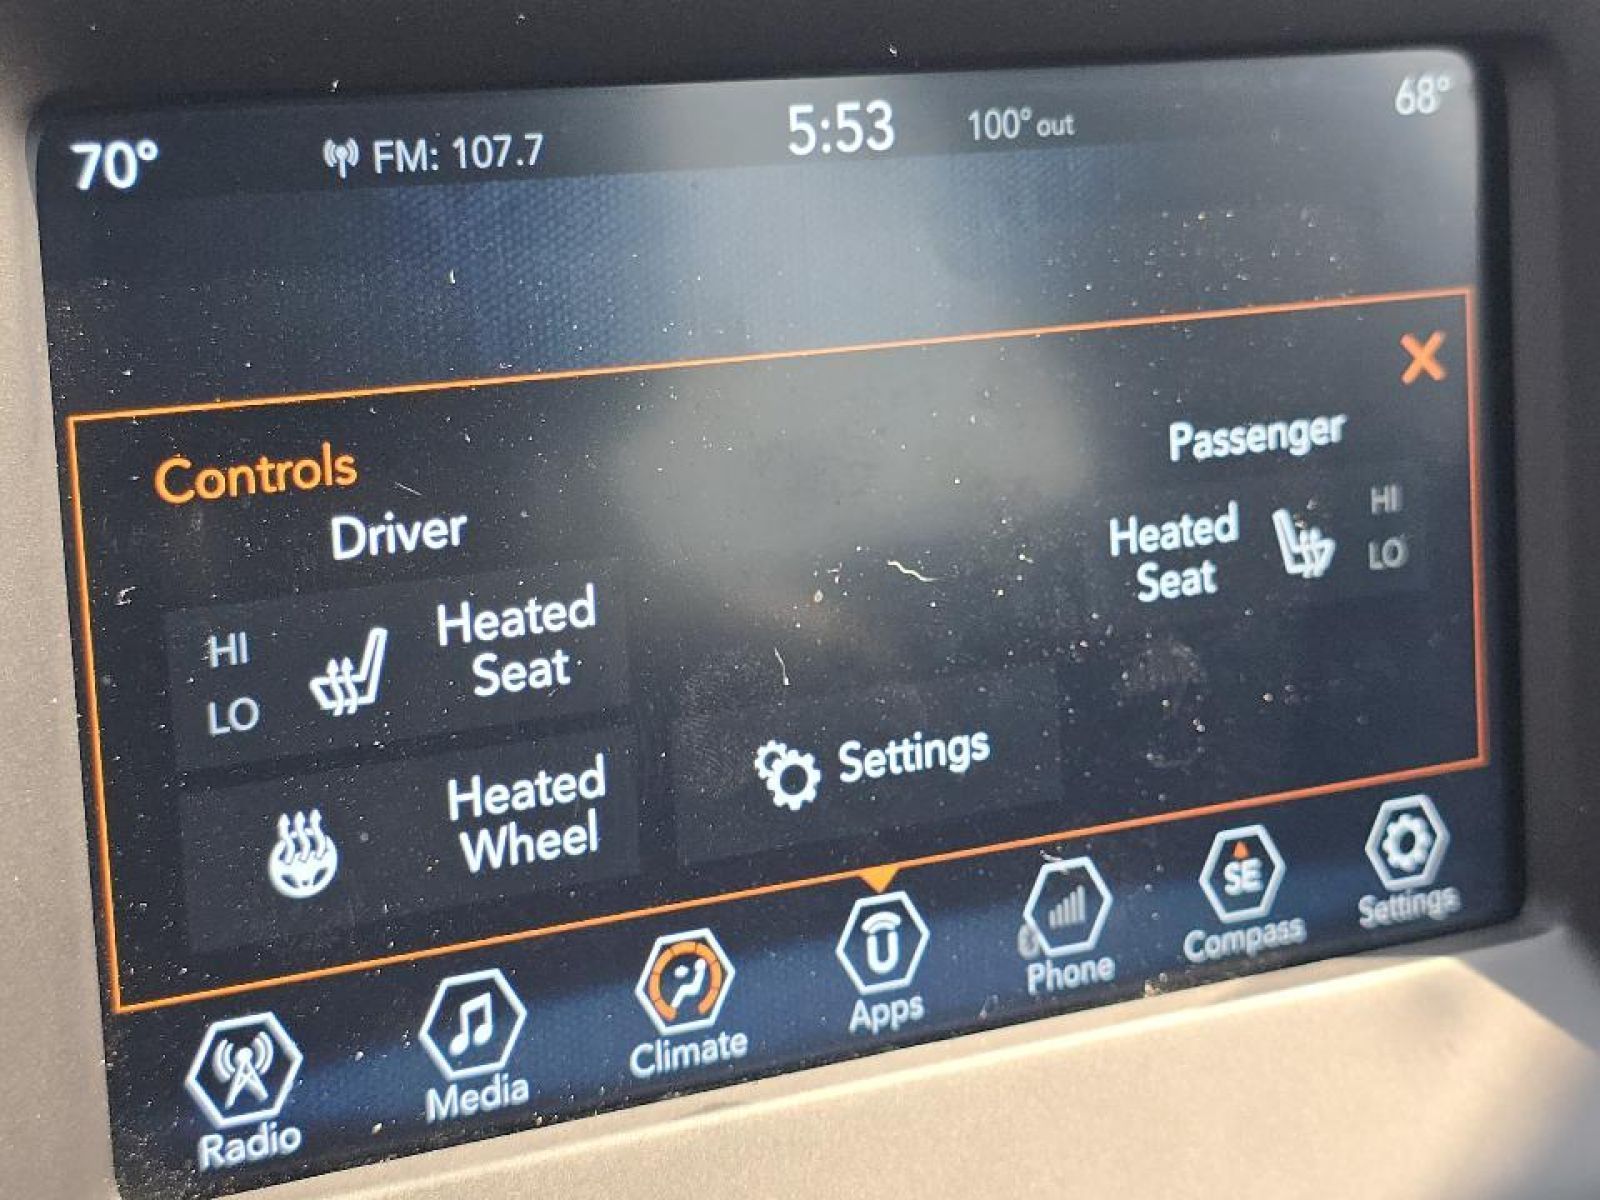 70°
FM: 107.7
5:53
100° out
68°
Controls
Driver
HI
LO
Heated
Seat
Heated
Wheel
Settings
Passenger
Heated
Seat
HI
LO
Radio
Media
Climate
U
Apps
Phone
SE
Compass
Settings